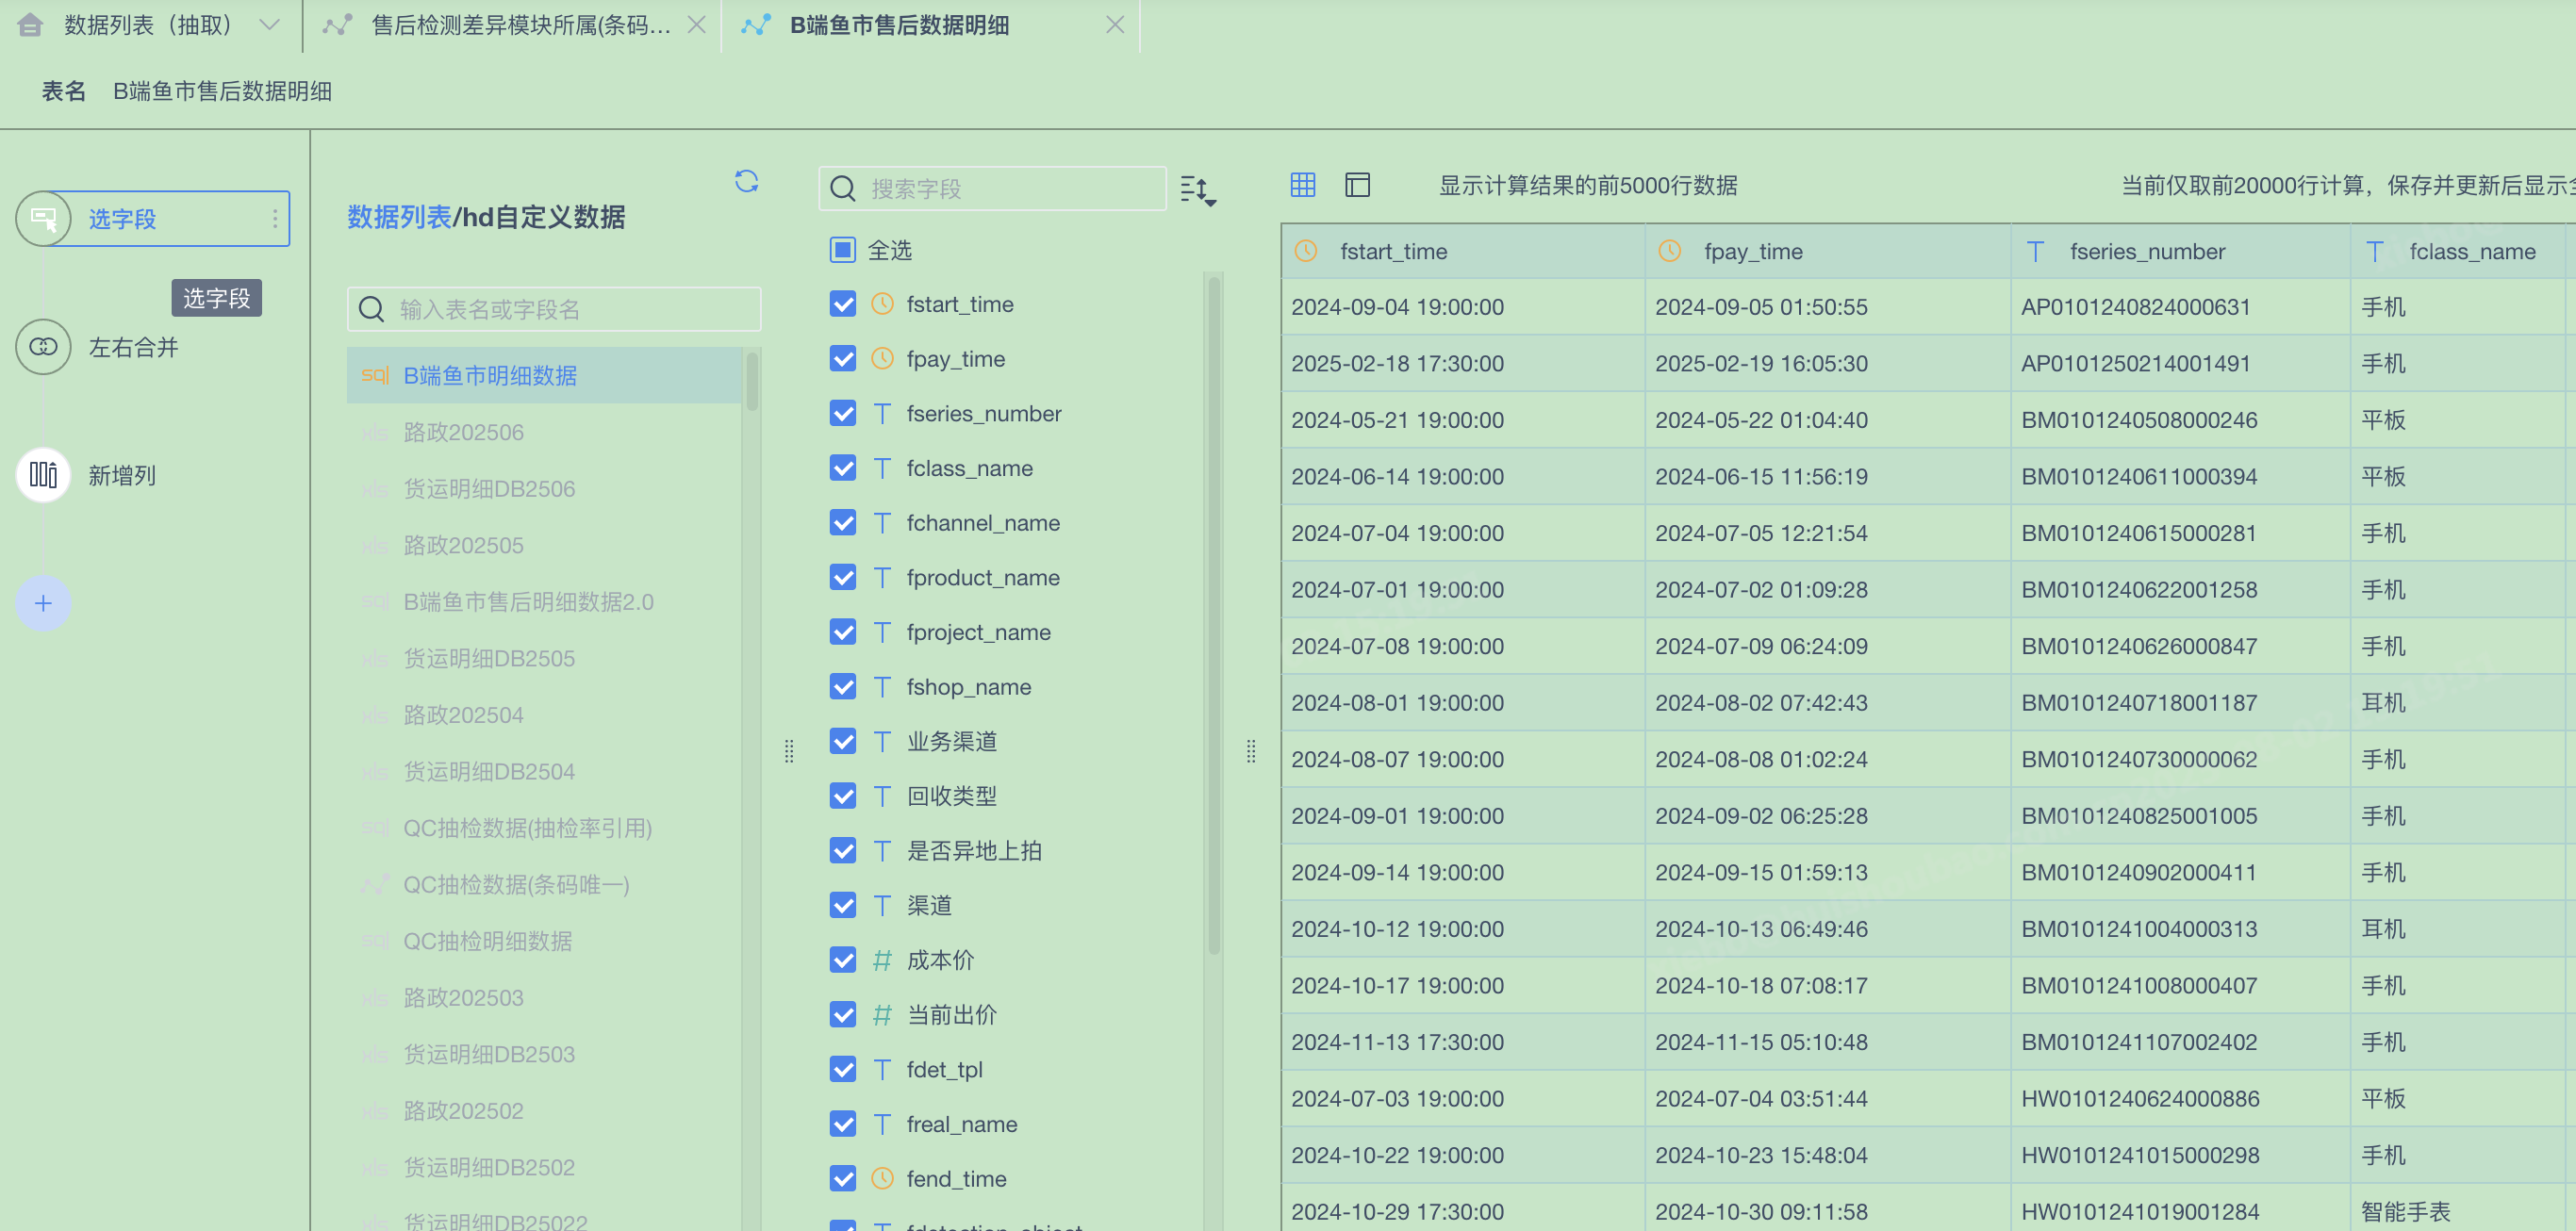 数据列表（抽取）
售后检测差异模块所属(条码...
B端鱼市售后数据明细
表名 B端鱼市售后数据明细
选字段
选字段
左右合并
新增列
数据列表/hd自定义数据
输入表名或字段名
sql B端鱼市明细数据
xls 路政202506
xls 货运明细DB2506
xls 路政202505
sql B端鱼市售后明细数据2.0
xls 货运明细DB2505
xls 路政202504
xls 货运明细DB2504
sql QC抽检数据(抽检率引用)
QC抽检数据(条码唯一)
sql QC抽检明细数据
xls 路政202503
xls 货运明细DB2503
xls 路政202502
xls 货运明细DB2502
xls 货运明细DB25022
搜索字段
全选
fstart_time
fpay_time
T fseries_number
T fclass_name
T fchannel_name
T fproduct_name
T fproject_name
T fshop_name
T 业务渠道
T 回收类型
T 是否异地上拍
T 渠道
# 成本价
# 当前出价
T fdet_tpl
T freal_name
fend_time
显示计算结果的前5000行数据
当前仅取前20000行计算，保存并更新后显示
fstart_time fpay_time T fseries_number T fclass_name
2024-09-04 19:00:00 2024-09-05 01:50:55 AP0101240824000631 手机
2025-02-18 17:30:00 2025-02-19 16:05:30 AP0101250214001491 手机
2024-05-21 19:00:00 2024-05-22 01:04:40 BM0101240508000246 平板
2024-06-14 19:00:00 2024-06-15 11:56:19 BM0101240611000394 平板
2024-07-04 19:00:00 2024-07-05 12:21:54 BM0101240615000281 手机
2024-07-01 19:00:00 2024-07-02 01:09:28 BM0101240622001258 手机
2024-07-08 19:00:00 2024-07-09 06:24:09 BM0101240626000847 手机
2024-08-01 19:00:00 2024-08-02 07:42:43 BM0101240718001187 耳机
2024-08-07 19:00:00 2024-08-08 01:02:24 BM0101240730000062 手机
2024-09-01 19:00:00 2024-09-02 06:25:28 BM0101240825001005 手机
2024-09-14 19:00:00 2024-09-15 01:59:13 BM0101240902000411 手机
2024-10-12 19:00:00 2024-10-13 06:49:46 BM0101241004000313 耳机
2024-10-17 19:00:00 2024-10-18 07:08:17 BM0101241008000407 手机
2024-11-13 17:30:00 2024-11-15 05:10:48 BM0101241107002402 手机
2024-07-03 19:00:00 2024-07-04 03:51:44 HW0101240624000886 平板
2024-10-22 19:00:00 2024-10-23 15:48:04 HW0101241015000298 手机
2024-10-29 17:30:00 2024-10-30 09:11:58 HW0101241019001284 智能手表